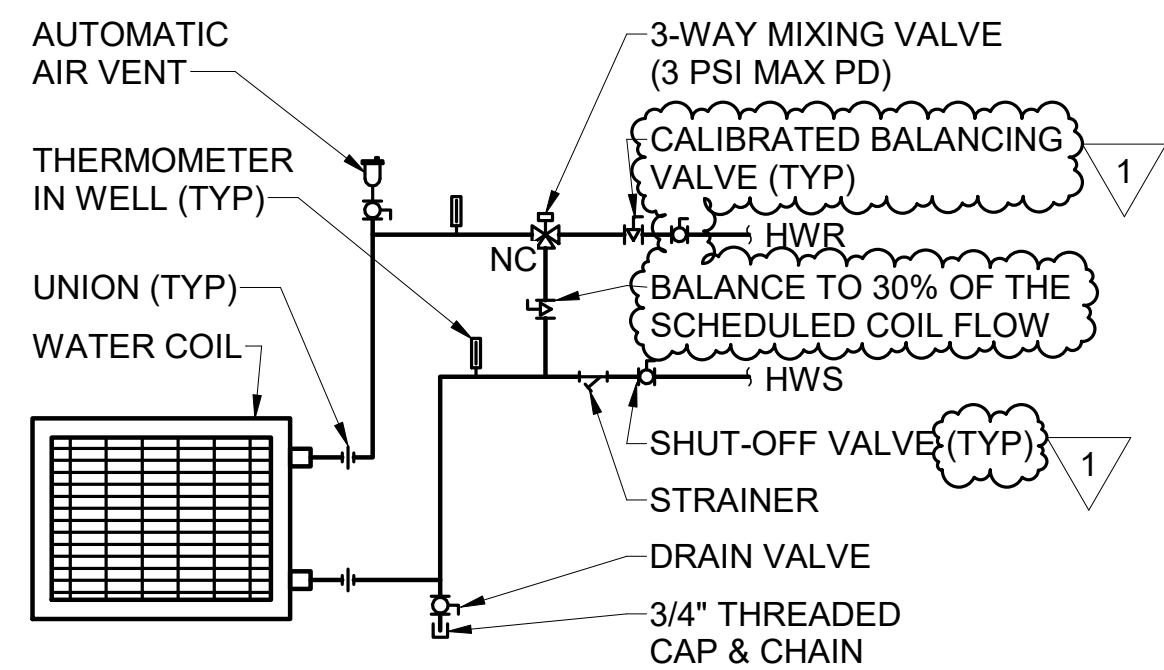 AUTOMATIC
AIR VENT
THERMOMETER
IN WELL (TYP)
UNION (TYP)
WATER COIL
3-WAY MIXING VALVE
(3 PSI MAX PD)
CALIBRATED BALANCING
VALVE (TYP)
1
HWR
NC
BALANCE TO 30% OF THE
SCHEDULED COIL FLOW
HWS
SHUT-OFF VALVE (TYP)
1
STRAINER
DRAIN VALVE
3/4" THREADED
CAP & CHAIN